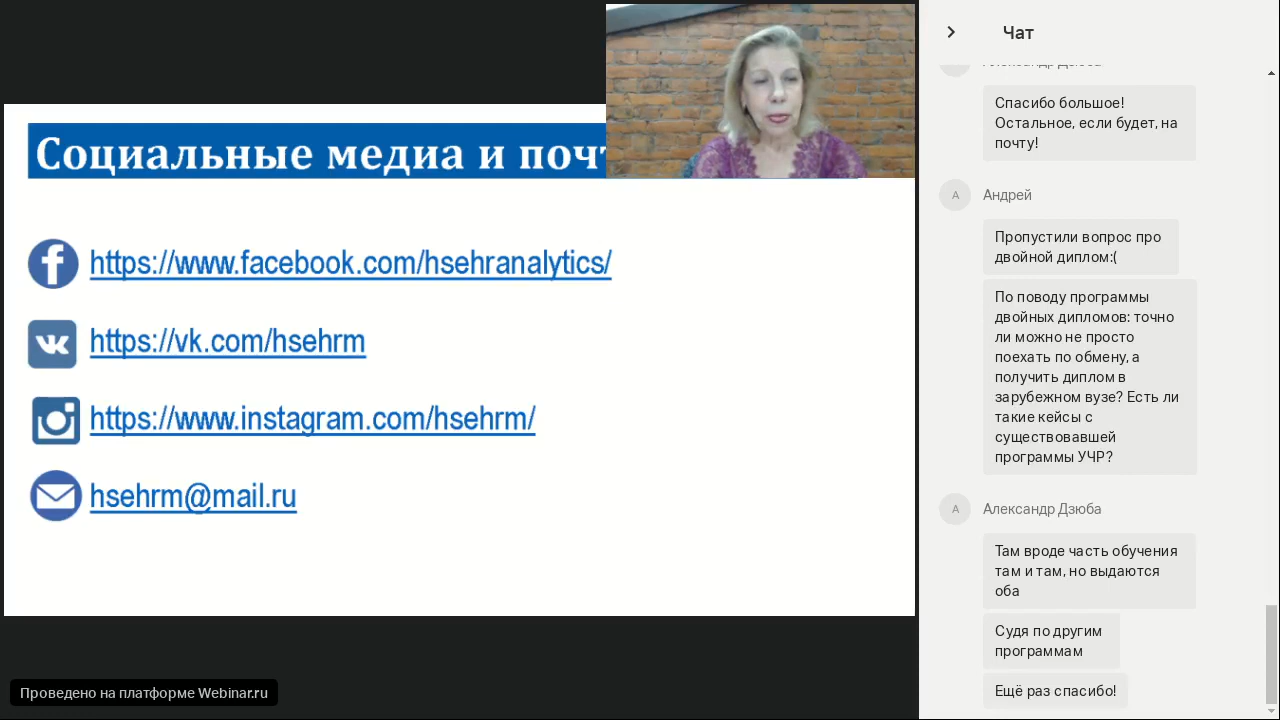 Социальные медиа и
https://www.facebook.com/hsehranalytics/
https://vk.com/hsehrm
https://www.instagram.com/hsehrm/
hsehrm@mail.ru
Проведено на платформе Webinar.ru
Чат
Спасибо большое!
Остальное, если будет, на
почту!
А
Андрей
Пропустили вопрос про
двойной диплом:(
По поводу программы
двойных дипломов: точно
ли можно не просто
поехать по обмену, а
получить диплом в
зарубежном вузе? Есть ли
такие кейсы с
существовавшей
программы УЧР?
А
Александр Дзюба
Там вроде часть обучения
там и там, но выдаются
оба
Судя по другим
программам
Ещё раз спасибо!